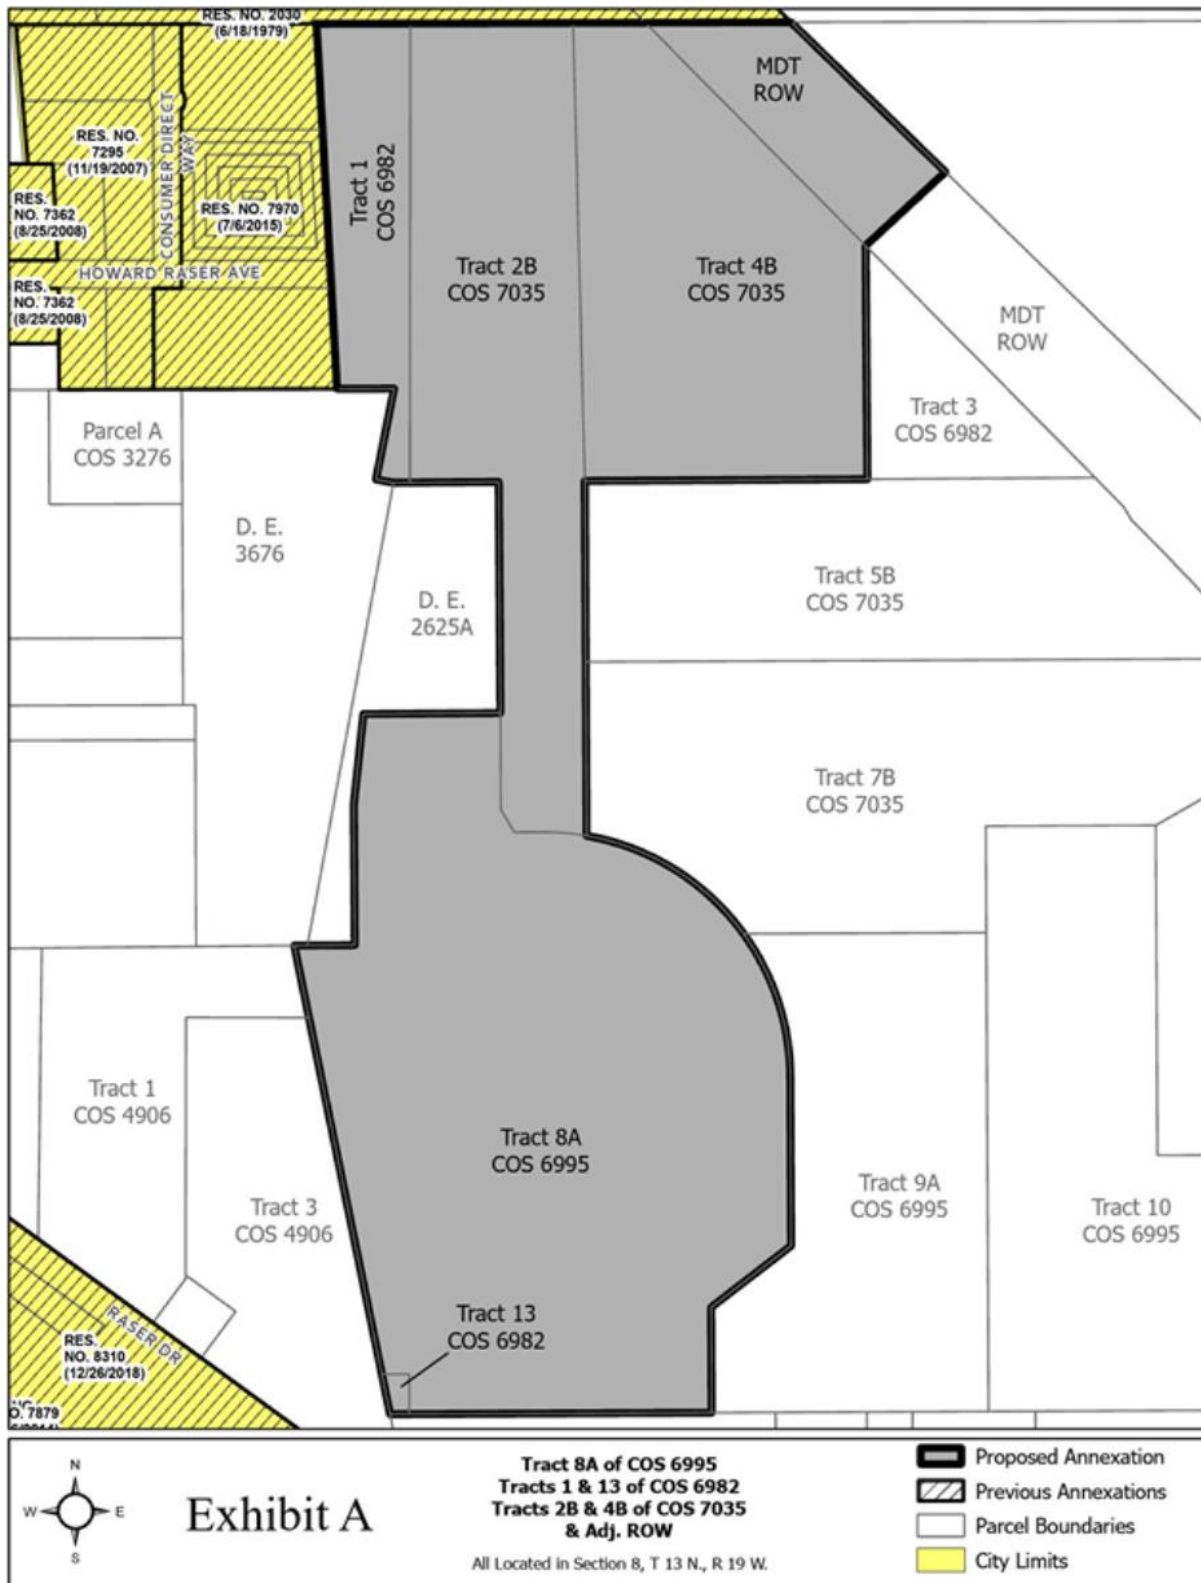 RES. NO. 2030
(6/18/1979)
MDT
ROW
RES. NO.
7295
(11/19/2007)
CONSUMER DIRECT
WAY
Tract 1
COS 6982
RES.
NO. 7362
(8/25/2008)
RES. NO. 7970
(7/6/2015)
HOWARD RASER AVE
Tract 2B
COS 7035
Tract 4B
COS 7035
RES.
NO. 7362
(8/25/2008)
MDT
ROW
Tract 3
COS 6982
Parcel A
COS 3276
D. E.
3676
D. E.
2625A
Tract 5B
COS 7035
Tract 7B
COS 7035
Tract 1
COS 4906
Tract 8A
COS 6995
Tract 9A
COS 6995
Tract 10
COS 6995
Tract 3
COS 4906
Tract 13
COS 6982
RASER DR
RES.
NO. 8310
(12/26/2018)
O. 7879
N
W E
S
Exhibit A
Tract 8A of COS 6995
Tracts 1 & 13 of COS 6982
Tracts 2B & 4B of COS 7035
& Adj. ROW
All Located in Section 8, T 13 N., R 19 W.
Proposed Annexation
Previous Annexations
Parcel Boundaries
City Limits